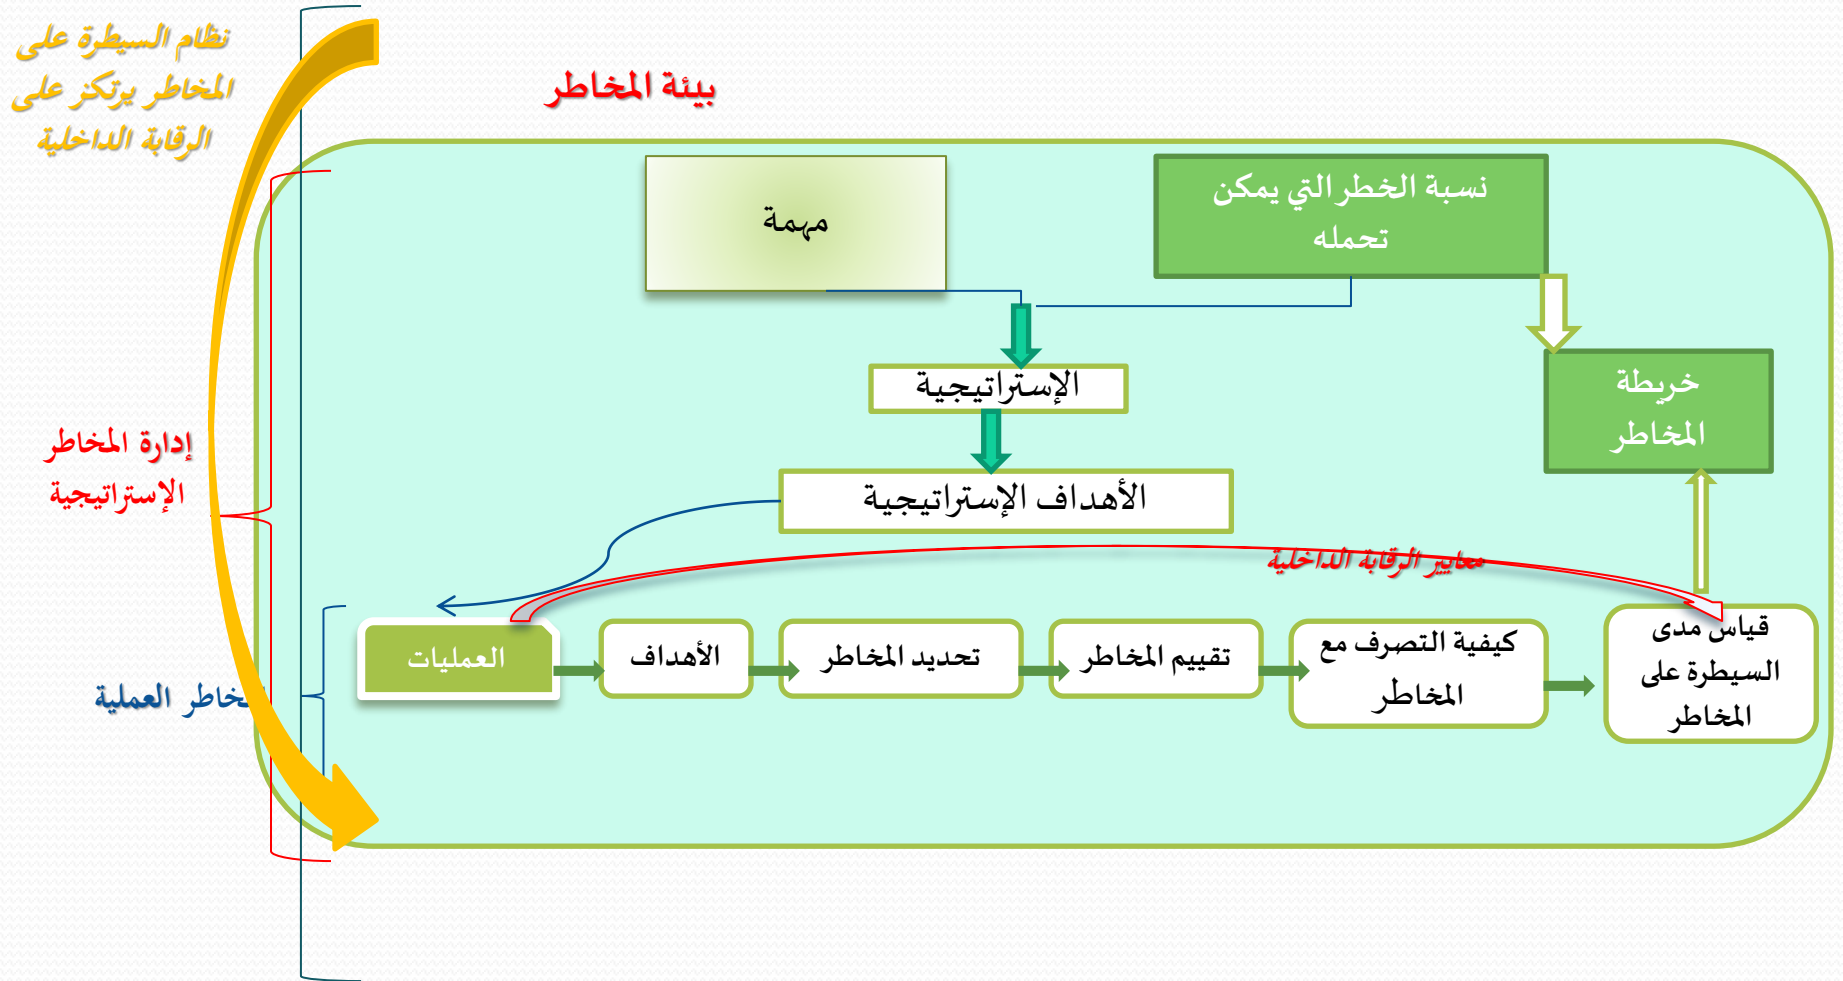 نظام السيطرة على
المخاطر يرتكز على
الرقابة الداخلية
بيئة المخاطر
نسبة الخطر التي يمكن
تحمله
مهمة
الإستراتيجية
خريطة
المخاطر
الأهداف الإستراتيجية
إدارة المخاطر
الإستراتيجية
معايير الرقابة الداخلية
العمليات
الأهداف
تحديد المخاطر
تقييم المخاطر
كيفية التصرف مع
المخاطر
قياس مدى
السيطرة على
المخاطر
العملية